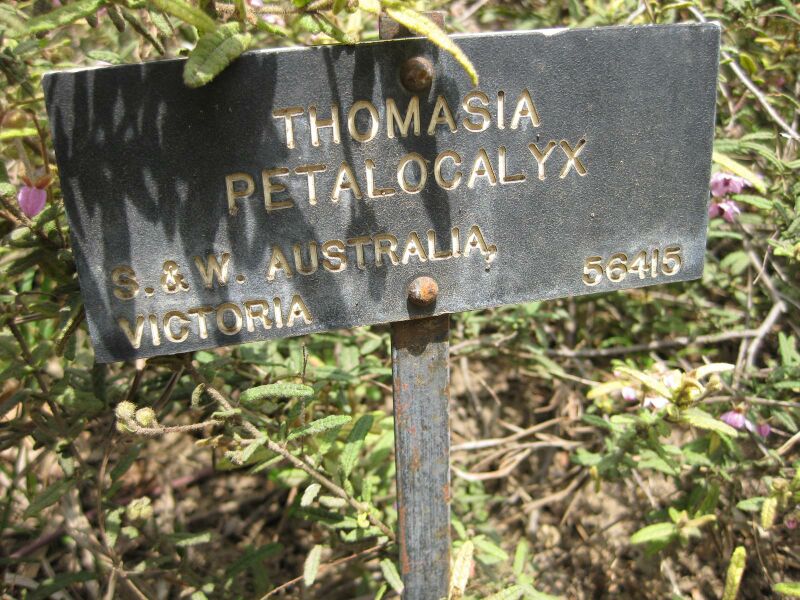 THOMASIA
PETALOCALYX
S. & W. AUSTRALIA,
VICTORIA
56415